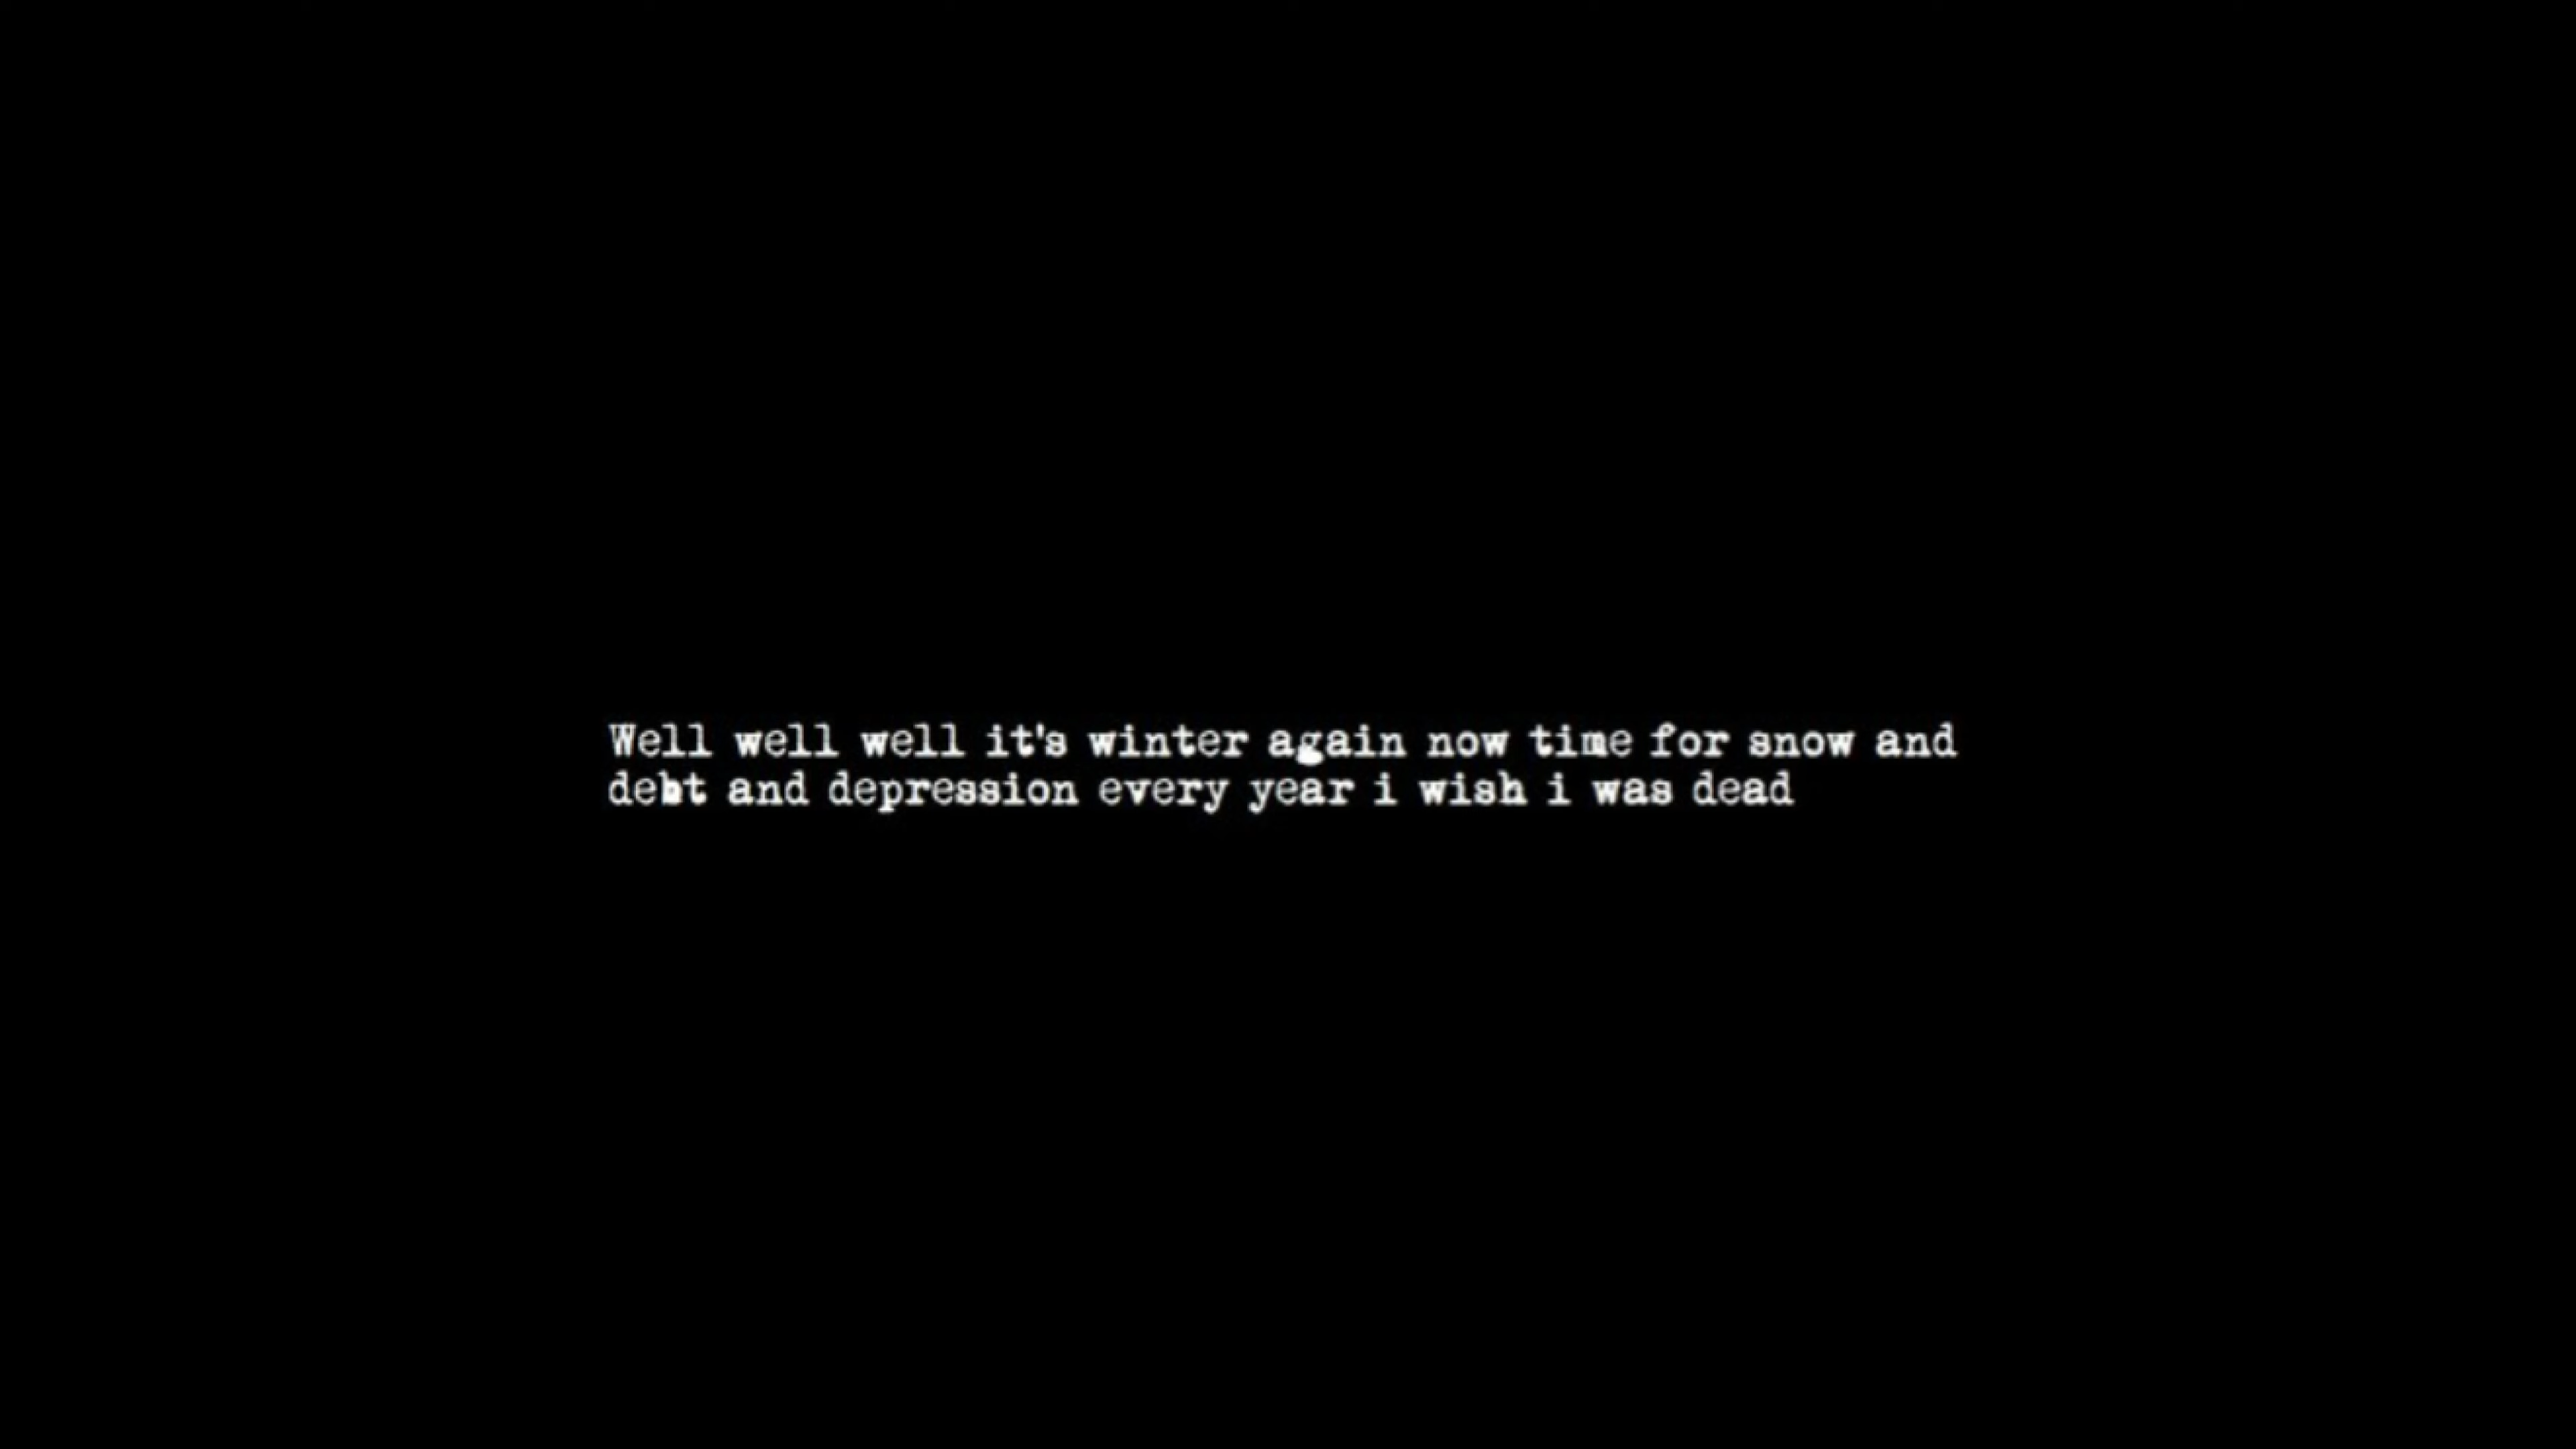 Well well well it's winter again now time for snow and
debt and depression every year i wish i was dead